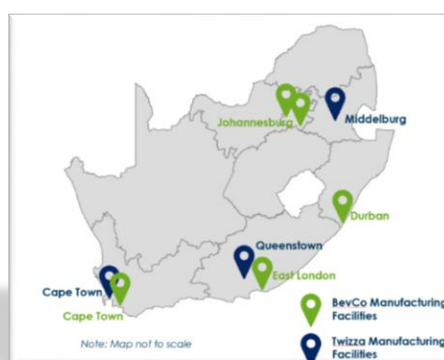 Johannesburg
Middelburg
Durban
Queenstown
East London
Cape Town
Cape Town
BevCo Manufacturing
Facilities
Twizza Manufacturing
Facilities
Note: Map not to scale